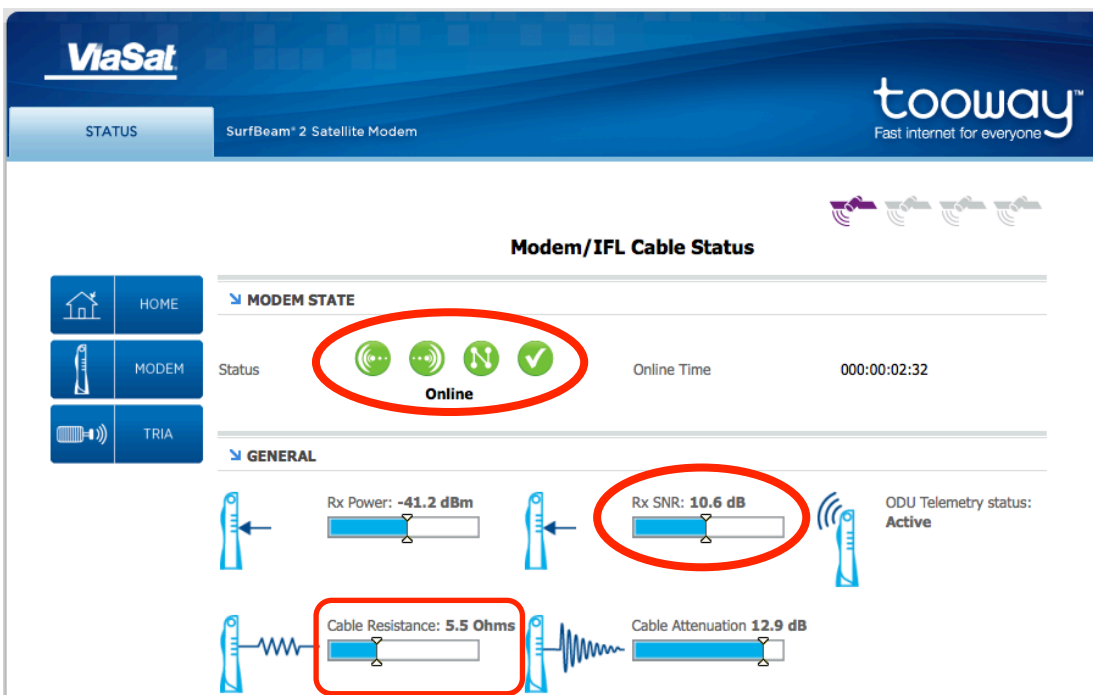 ViaSat
tooway™
Fast internet for everyone
STATUS
SurfBeam® 2 Satellite Modem
Modem/IFL Cable Status
HOME
MODEM
TRIA
MODEM STATE
Status
Online
Online Time
000:00:02:32
GENERAL
Rx Power: -41.2 dBm
Rx SNR: 10.6 dB
ODU Telemetry status:
Active
Cable Resistance: 5.5 Ohms
Cable Attenuation 12.9 dB